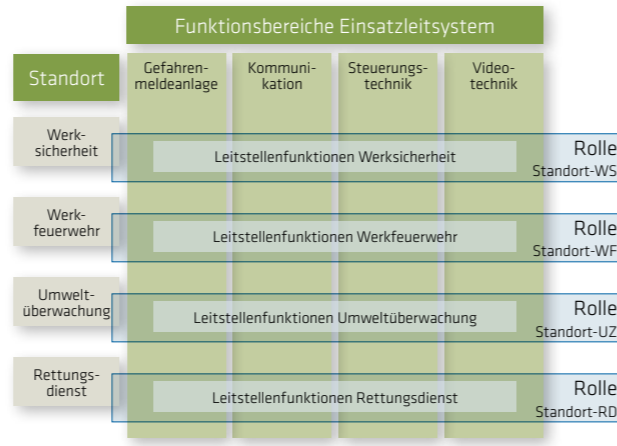 Funktionsbereiche Einsatzleitsystem
Standort
Gefahren-
meldeanlage
Kommuni-
kation
Steuerungs-
technik
Video-
technik
Werk-
sicherheit
Leitstellenfunktionen Werksicherheit
Rolle
Standort-WS
Werk-
feuerwehr
Leitstellenfunktionen Werkfeuerwehr
Rolle
Standort-WF
Umwelt-
überwachung
Leitstellenfunktionen Umweltüberwachung
Rolle
Standort-UZ
Rettungs-
dienst
Leitstellenfunktionen Rettungsdienst
Rolle
Standort-RD